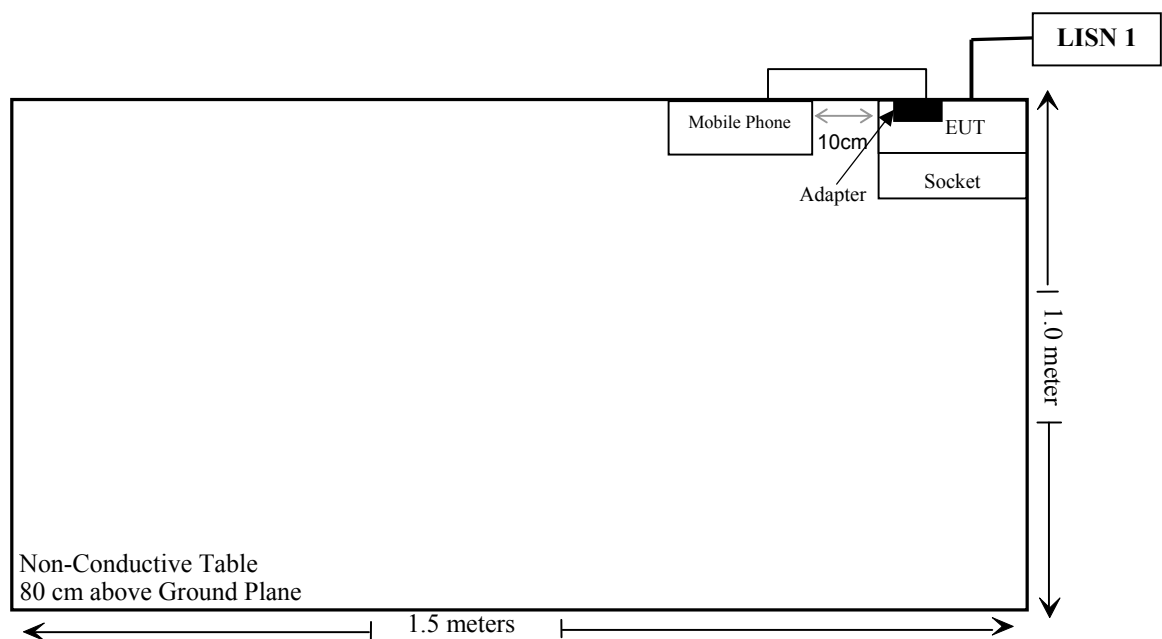 LISN 1
Mobile Phone
10cm
EUT
Adapter
Socket
1.0 meter
Non-Conductive Table
80 cm above Ground Plane
1.5 meters